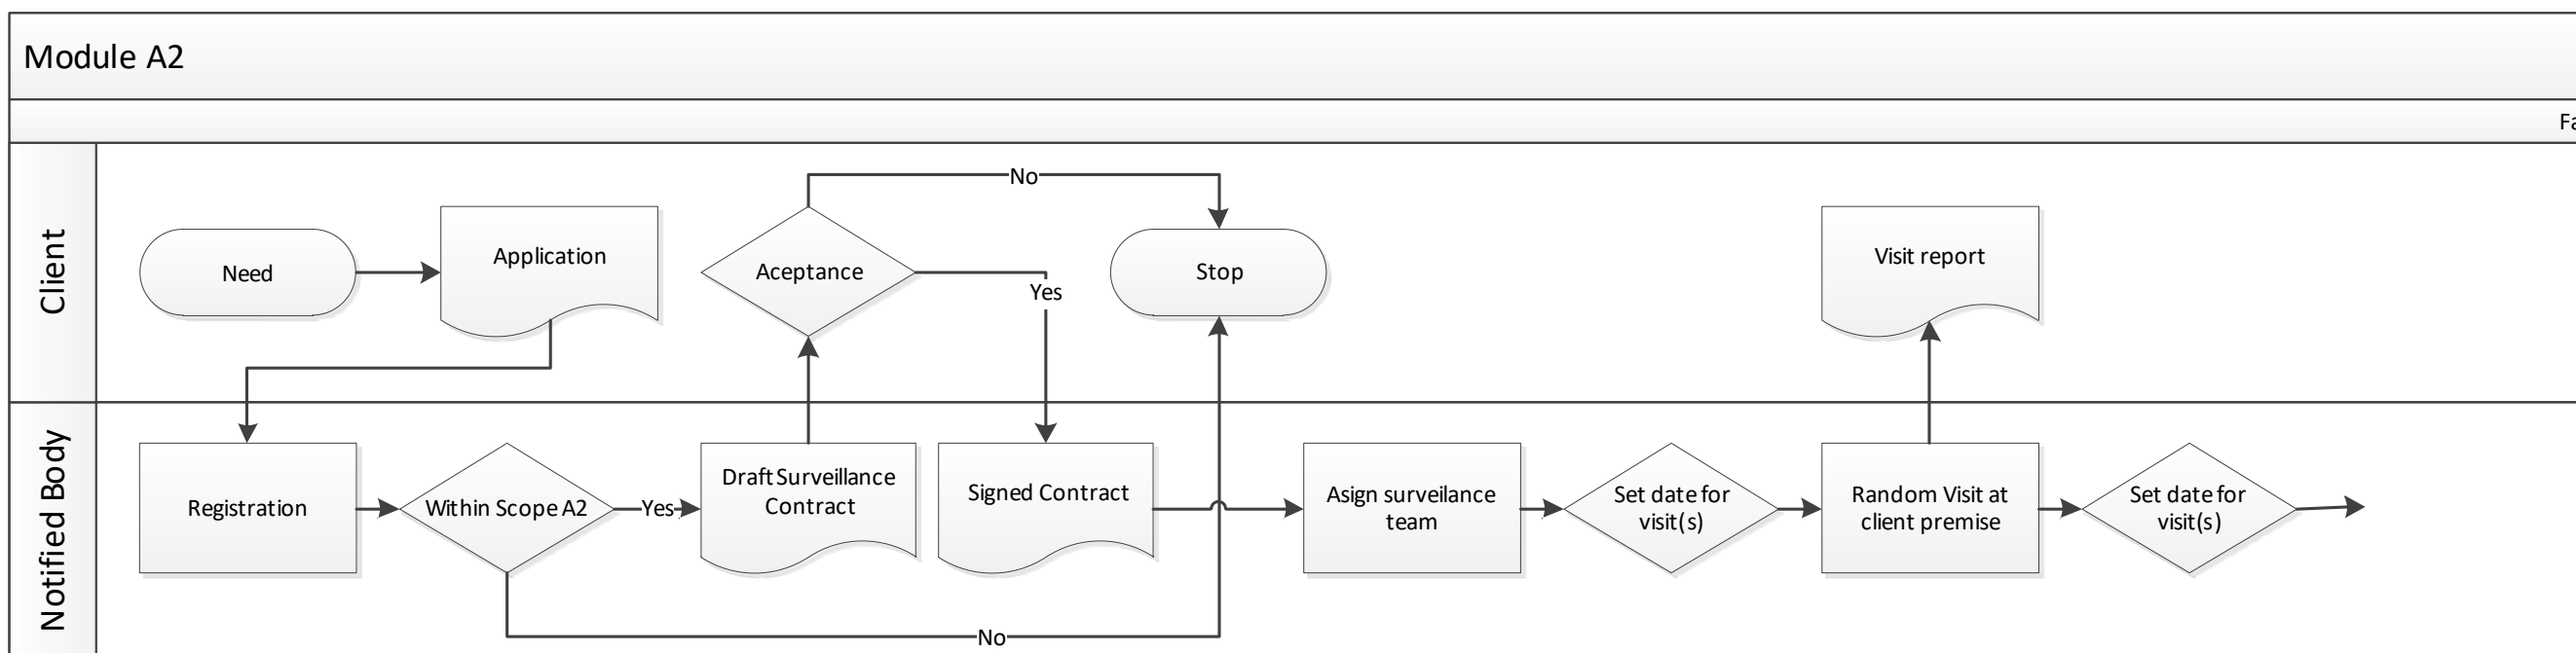 Module A2
Fa
Client
No
Need
Application
Aceptance
Yes
Stop
Visit report
Notified Body
Registration
Within Scope A2
Yes
Draft Surveillance
Contract
Signed Contract
Asign surveilance
team
Set date for
visit(s)
Random Visit at
client premise
Set date for
visit(s)
No